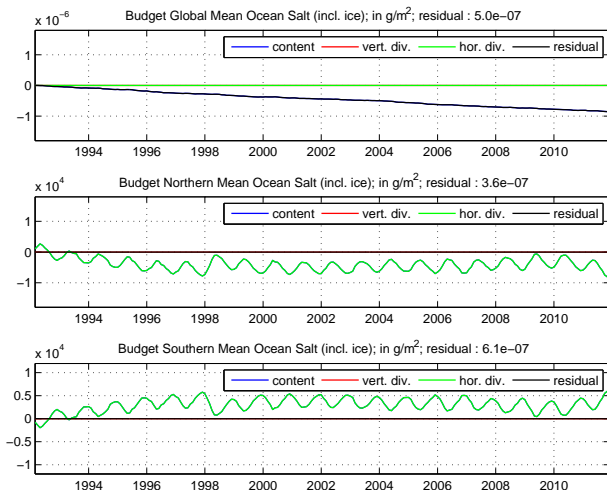 Budget Global Mean Ocean Salt (incl. ice); in g/m²; residual : 5.0e−07
x 10⁻⁶
content vert. div. hor. div. residual
1
0
−1
1994 1996 1998 2000 2002 2004 2006 2008 2010
Budget Northern Mean Ocean Salt (incl. ice); in g/m²; residual : 3.6e−07
x 10⁴
content vert. div. hor. div. residual
1
0
−1
1994 1996 1998 2000 2002 2004 2006 2008 2010
Budget Southern Mean Ocean Salt (incl. ice); in g/m²; residual : 6.1e−07
x 10⁴
content vert. div. hor. div. residual
1
0.5
0
−0.5
−1
1994 1996 1998 2000 2002 2004 2006 2008 2010